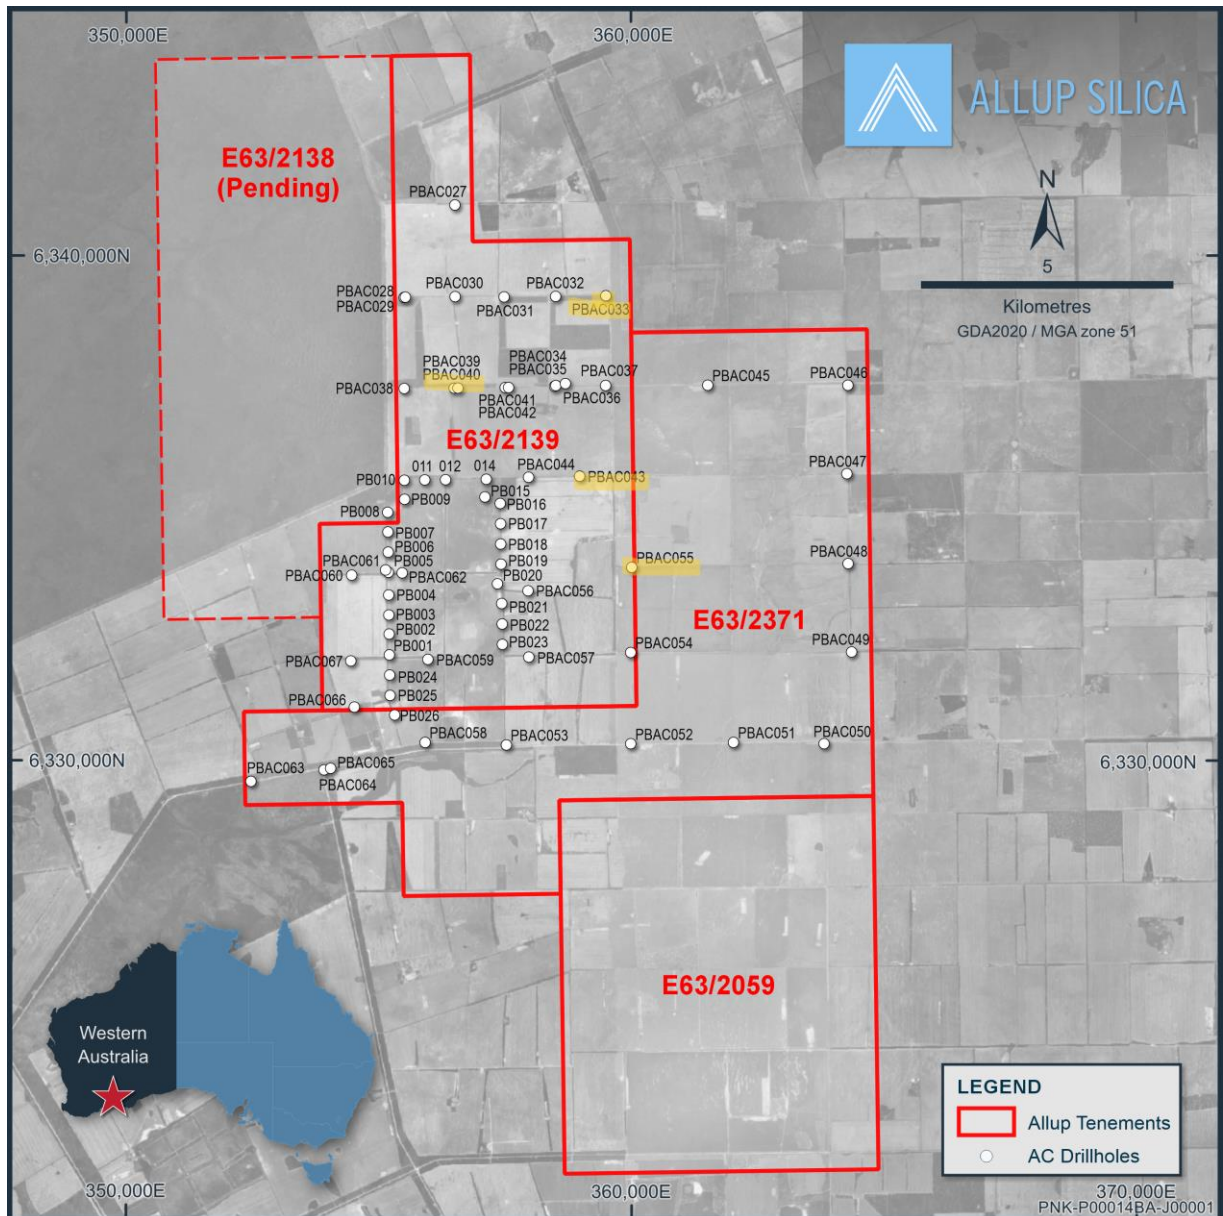 350,000E
360,000E
ALLUP SILICA
E63/2138
(Pending)
N
PBAC027
6,340,000N
5
Kilometres
GDA2020 / MGA zone 51
PBAC028
PBAC029
PBAC030
PBAC031
PBAC032
PBAC033
PBAC039
PBAC040
PBAC034
PBAC035
PBAC037
PBAC038
PBAC041
PBAC042
PBAC036
PBAC045
PBAC046
E63/2139
PBAC044
PBAC043
PBAC047
PB010
011
012
014
PB015
PB009
PB016
PB008
PB017
PB007
PB018
PB006
PBAC061
PB005
PB019
PBAC055
PBAC048
PBAC060
PBAC062
PB020
PBAC056
PB004
PB021
E63/2371
PB003
PB022
PB002
PB023
PB001
PBAC054
PBAC049
PBAC067
PBAC059
PBAC057
PB024
PB025
PBAC066
PB026
PBAC058
PBAC053
PBAC052
PBAC051
PBAC050
6,330,000N
6,330,000N
PBAC063
PBAC065
PBAC064
E63/2059
Western
Australia
LEGEND
Allup Tenements
AC Drillholes
350,000E
360,000E
370,000E
PNK-P00014BA-J00001